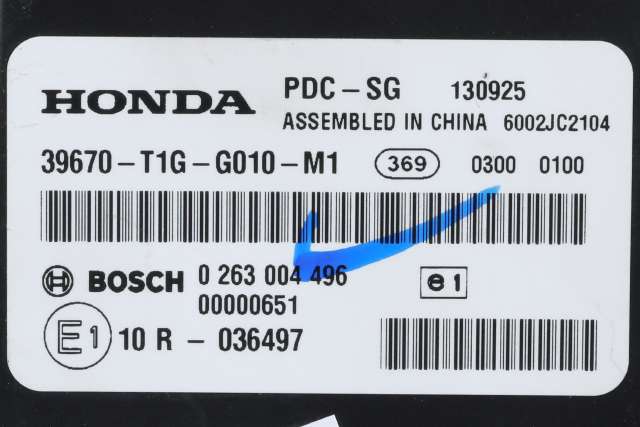 HONDA PDC-SG 130925
ASSEMBLED IN CHINA 6002JC2104
39670-T1G-G010-M1 369 0300 0100
BOSCH 0 263 004 496 e1
00000651
E1 10 R - 036497